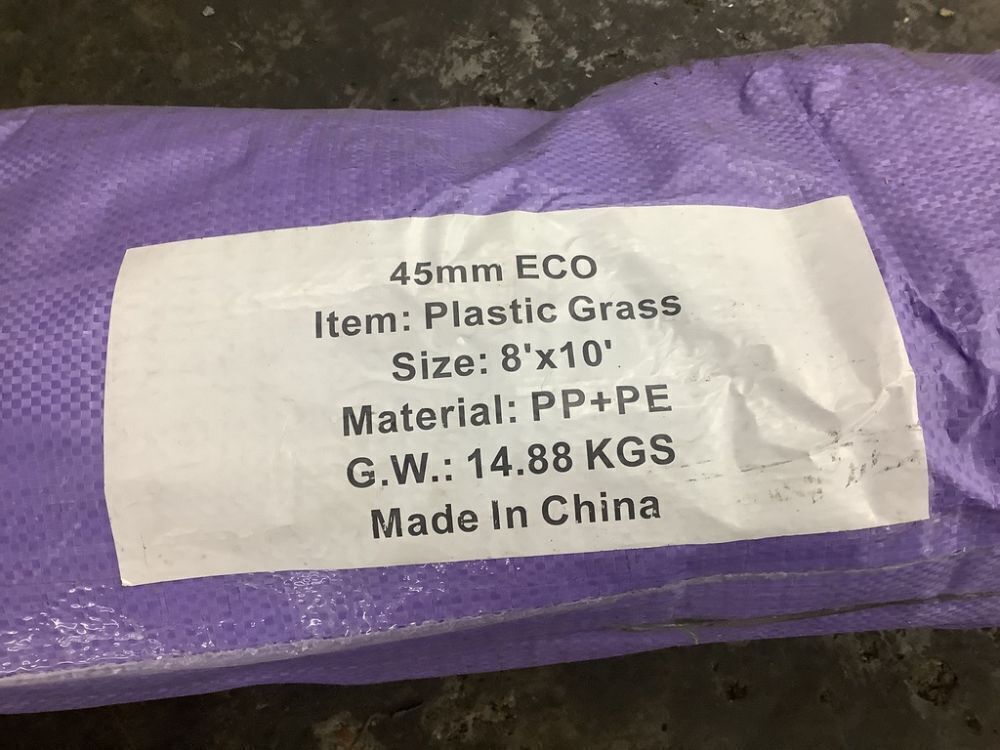 45mm ECO
Item: Plastic Grass
Size: 8'x10'
Material: PP+PE
G.W.: 14.88 KGS
Made In China